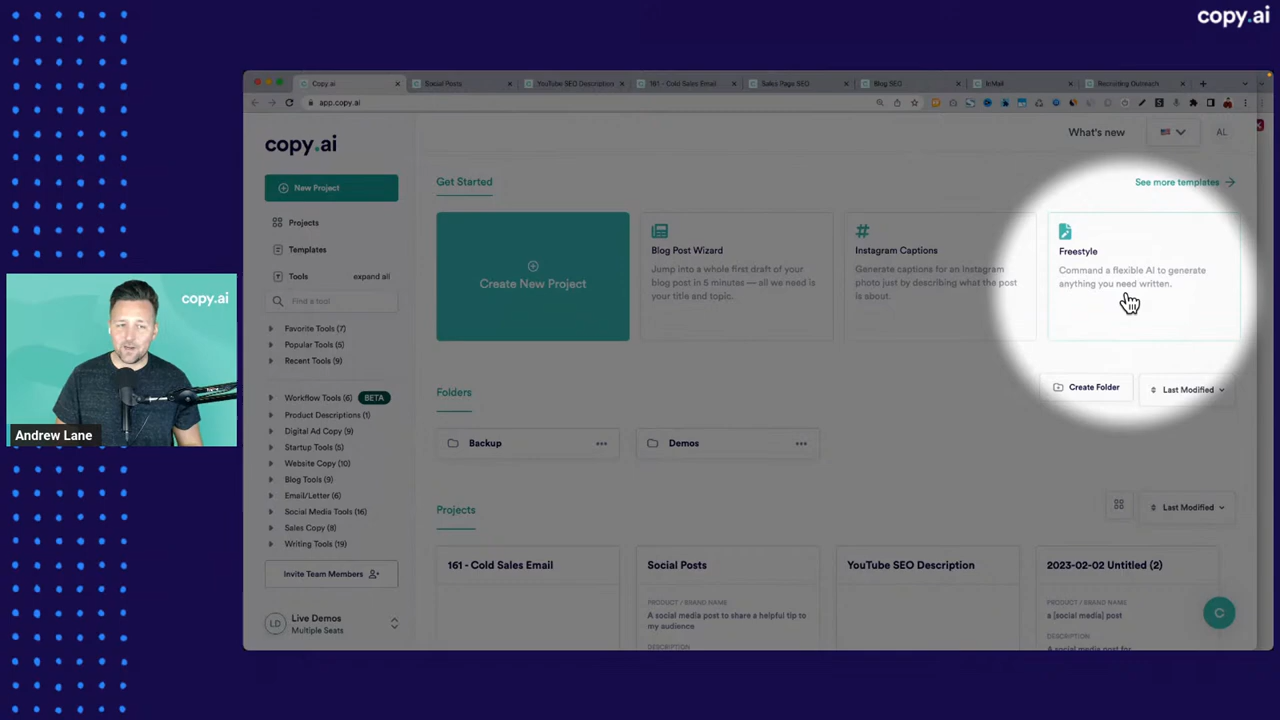 copy.ai
Copy.ai
Social Posts
YouTube SEO Description
161 - Cold Sales Email
Sales Page SEO
Blog SEO
InMail
Recruiting Outreach
app.copy.ai
copy.ai
What's new
AL
New Project
Get Started
See more templates
Projects
Templates
Tools
expand all
Find a tool
Favorite Tools (7)
Popular Tools (5)
Recent Tools (9)
Workflow Tools (6) BETA
Product Descriptions (1)
Digital Ad Copy (9)
Startup Tools (5)
Website Copy (10)
Blog Tools (9)
Email/Letter (6)
Social Media Tools (16)
Sales Copy (8)
Writing Tools (19)
Invite Team Members
LD
Live Demos
Multiple Seats
Create New Project
Blog Post Wizard
Jump into a whole first draft of your
blog post in 5 minutes — all we need is
your title and topic.
Instagram Captions
Generate captions for an instagram
photo just by describing what the post
is about.
Freestyle
Command a flexible AI to generate
anything you need written.
Create Folder
Last Modified
Folders
Backup
Demos
Projects
Last Modified
161 - Cold Sales Email
Social Posts
PRODUCT / BRAND NAME
A social media post to share a helpful tip to
my audience
DESCRIPTION
YouTube SEO Description
2023-02-02 Untitled (2)
PRODUCT / BRAND NAME
a [social media] post
DESCRIPTION
A social media post for
C
copy.ai
Andrew Lane